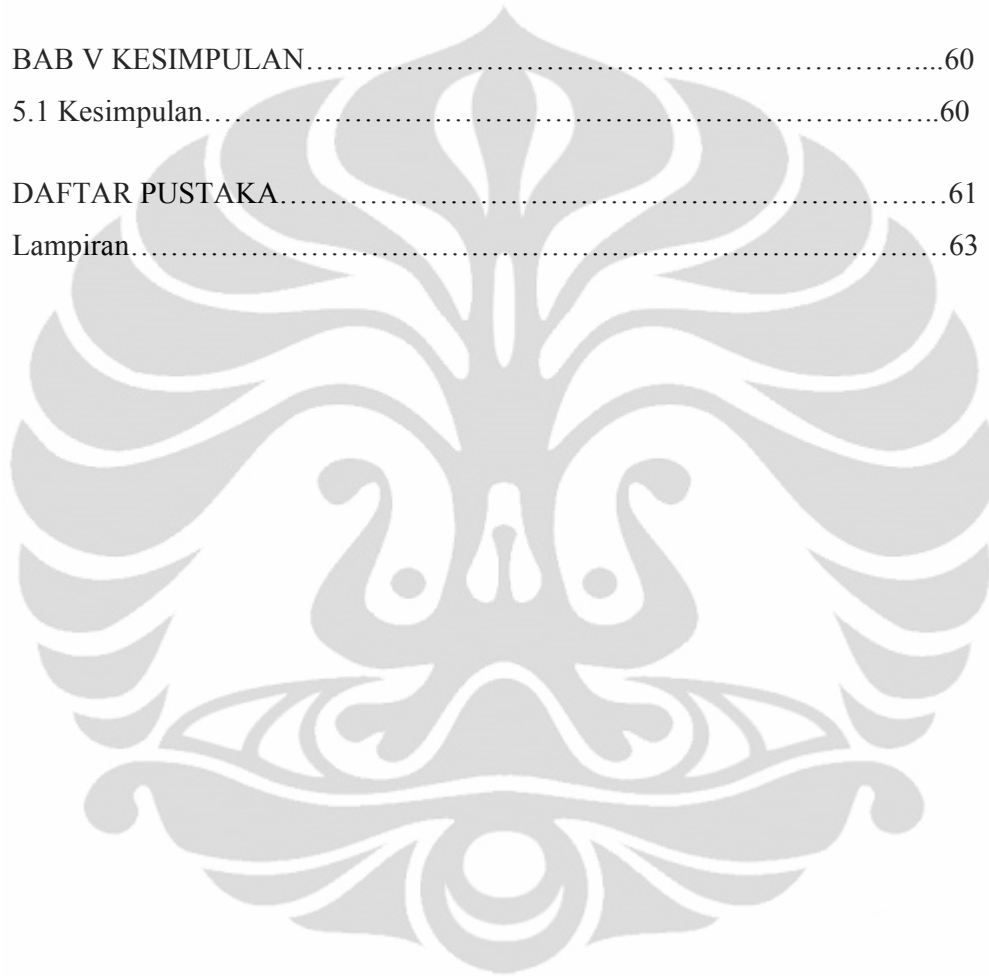 BAB V KESIMPULAN……………………………………………………………....60
5.1 Kesimpulan…………………………………………………………………..60
DAFTAR PUSTAKA………………………………………………………………61
Lampiran……………………………………………………………………………63